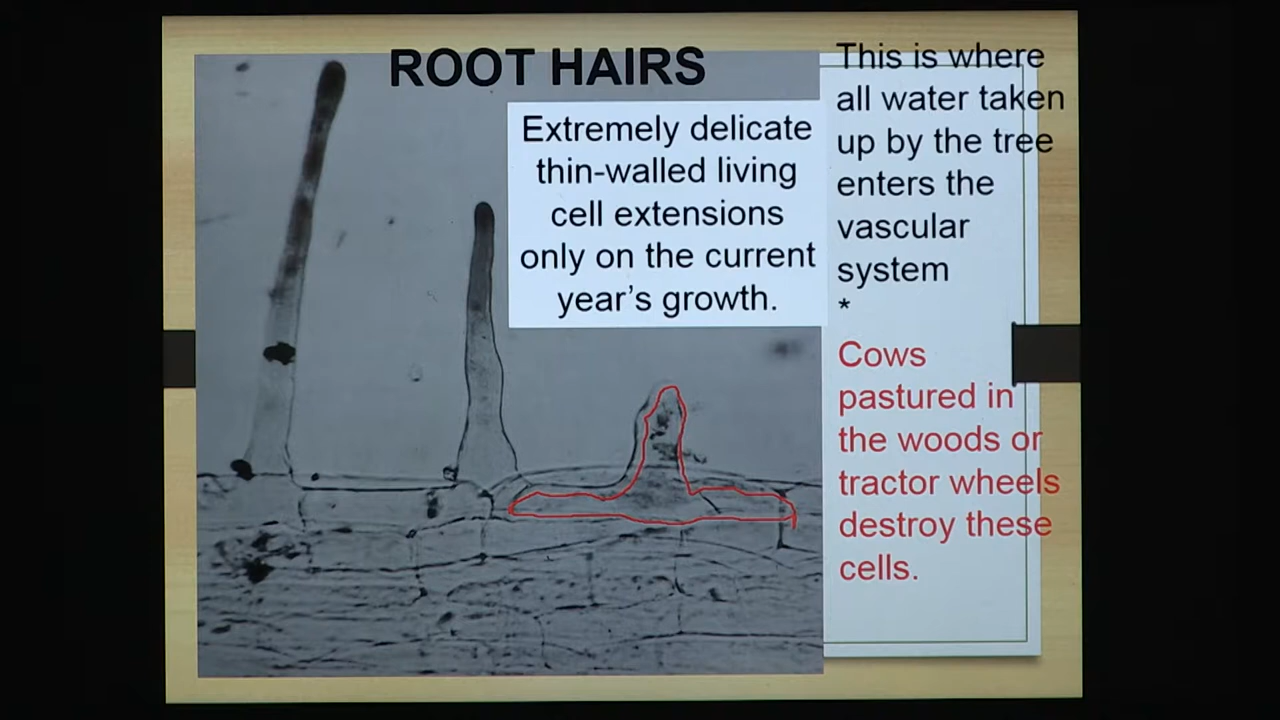 ROOT HAIRS
Extremely delicate
thin-walled living
cell extensions
only on the current
year's growth.
This is where
all water taken
up by the tree
enters the
vascular
system
*
Cows
pastured in
the woods or
tractor wheels
destroy these
cells.